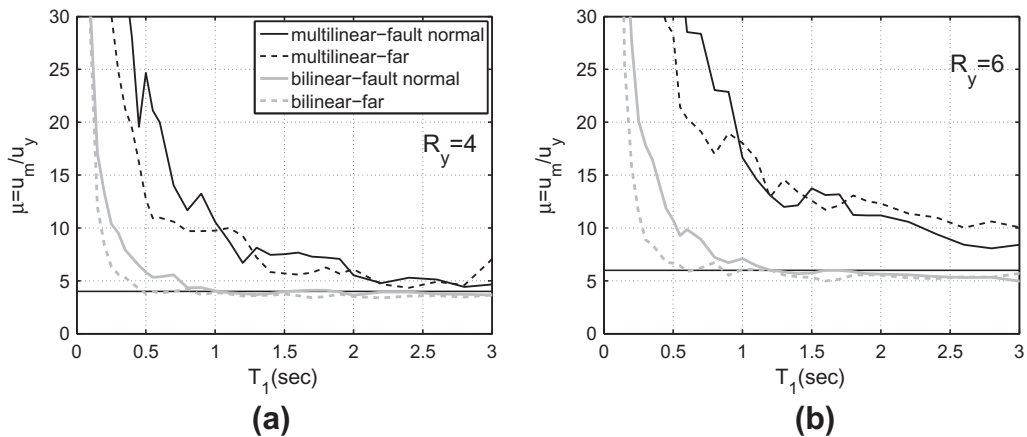 30
25
20
15
10
5
0
μ=u_m/u_y
multilinear−fault normal
multilinear−far
bilinear−fault normal
bilinear−far
R_y=4
0 0.5 1 1.5 2 2.5 3
T_1(sec)
(a)
30
25
20
15
10
5
0
μ=u_m/u_y
R_y=6
0 0.5 1 1.5 2 2.5 3
T_1(sec)
(b)